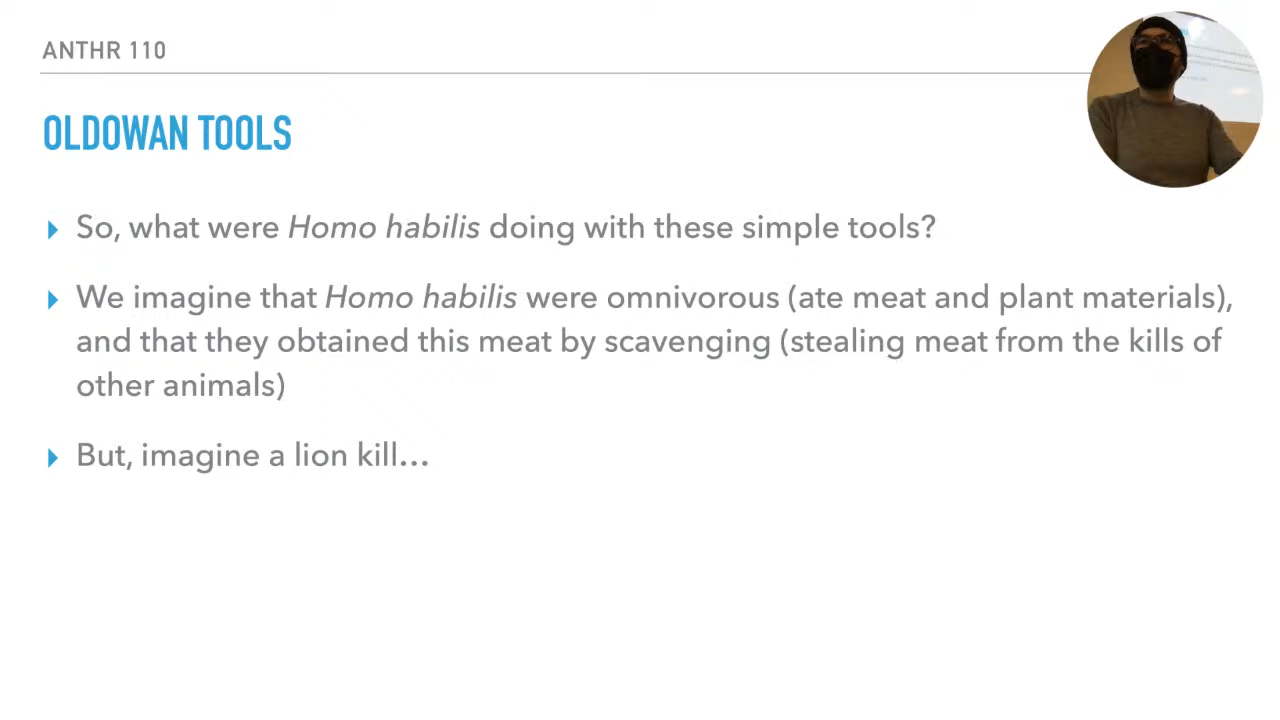 ANTHR 110
OLDOWAN TOOLS
So, what were Homo habilis doing with these simple tools?
We imagine that Homo habilis were omnivorous (ate meat and plant materials),
and that they obtained this meat by scavenging (stealing meat from the kills of
other animals)
But, imagine a lion kill…